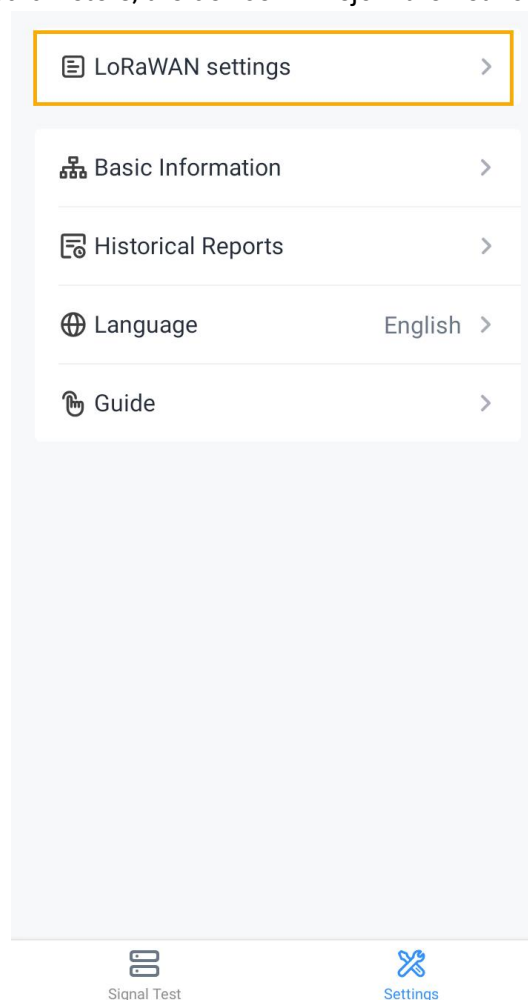 LoRaWAN settings
Basic Information
Historical Reports
Language English
Guide
Signal Test Settings